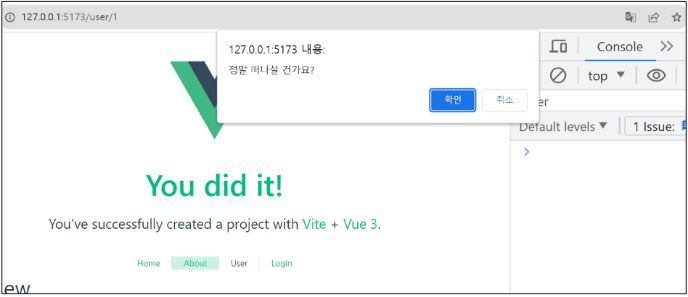 127.0.0.1:5173/user/1
127.0.0.1:5173 내용:
정말 떠나실 건가요?
확인
취소
Console
top
Default levels
1 Issue:
You did it!
You've successfully created a project with Vite + Vue 3.
Home About User Login